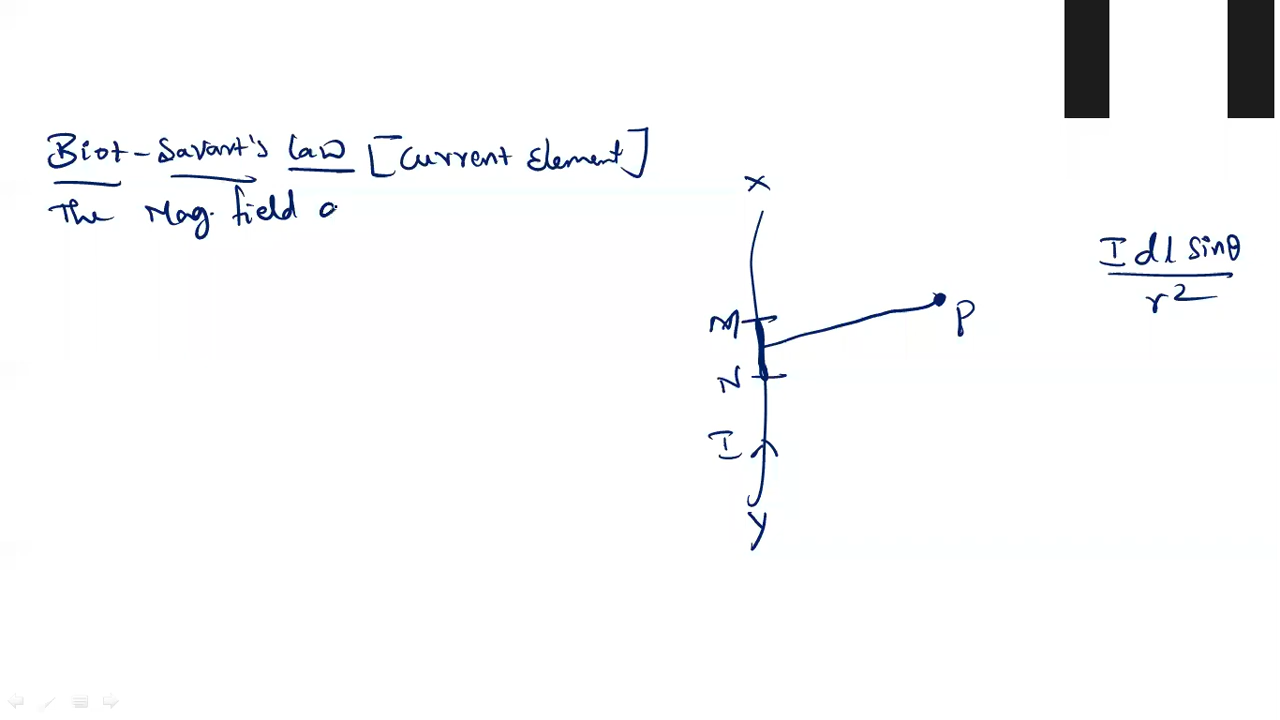 Biot-Savart's Law [Current Element]
The Mag. field a
X
I dl sinθ
r²
M
P
N
I
y